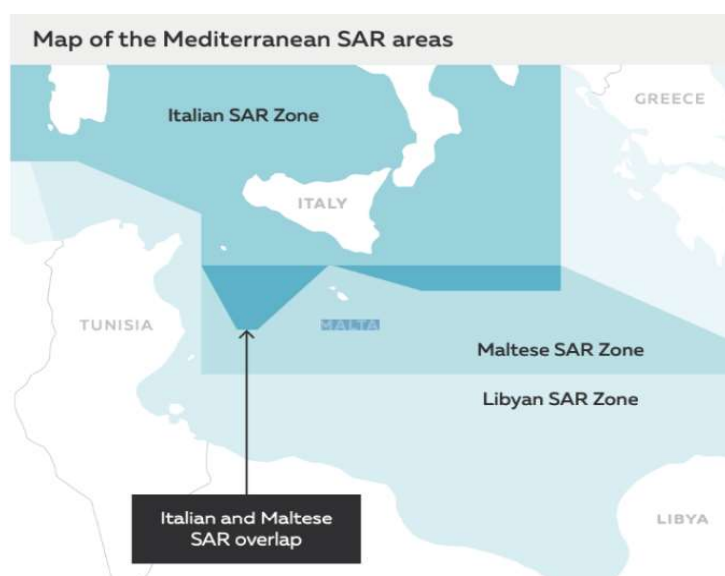 Map of the Mediterranean SAR areas
Italian SAR Zone
GREECE
ITALY
TUNISIA
MALTA
Maltese SAR Zone
Libyan SAR Zone
Italian and Maltese
SAR overlap
LIBYA